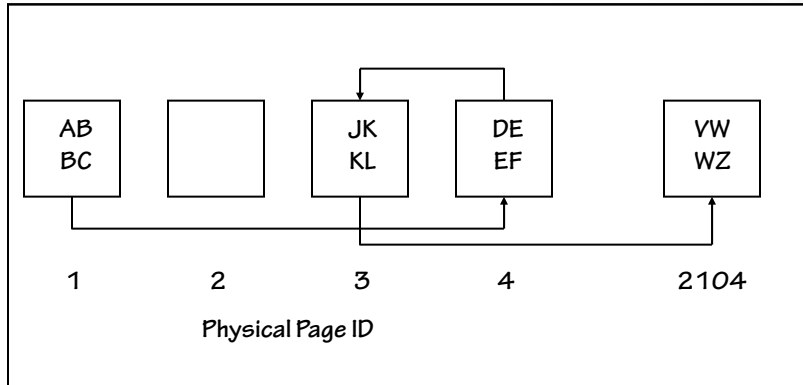 AB
BC
JK
KL
DE
EF
VW
WZ
1 2 3 4 2104
Physical Page ID